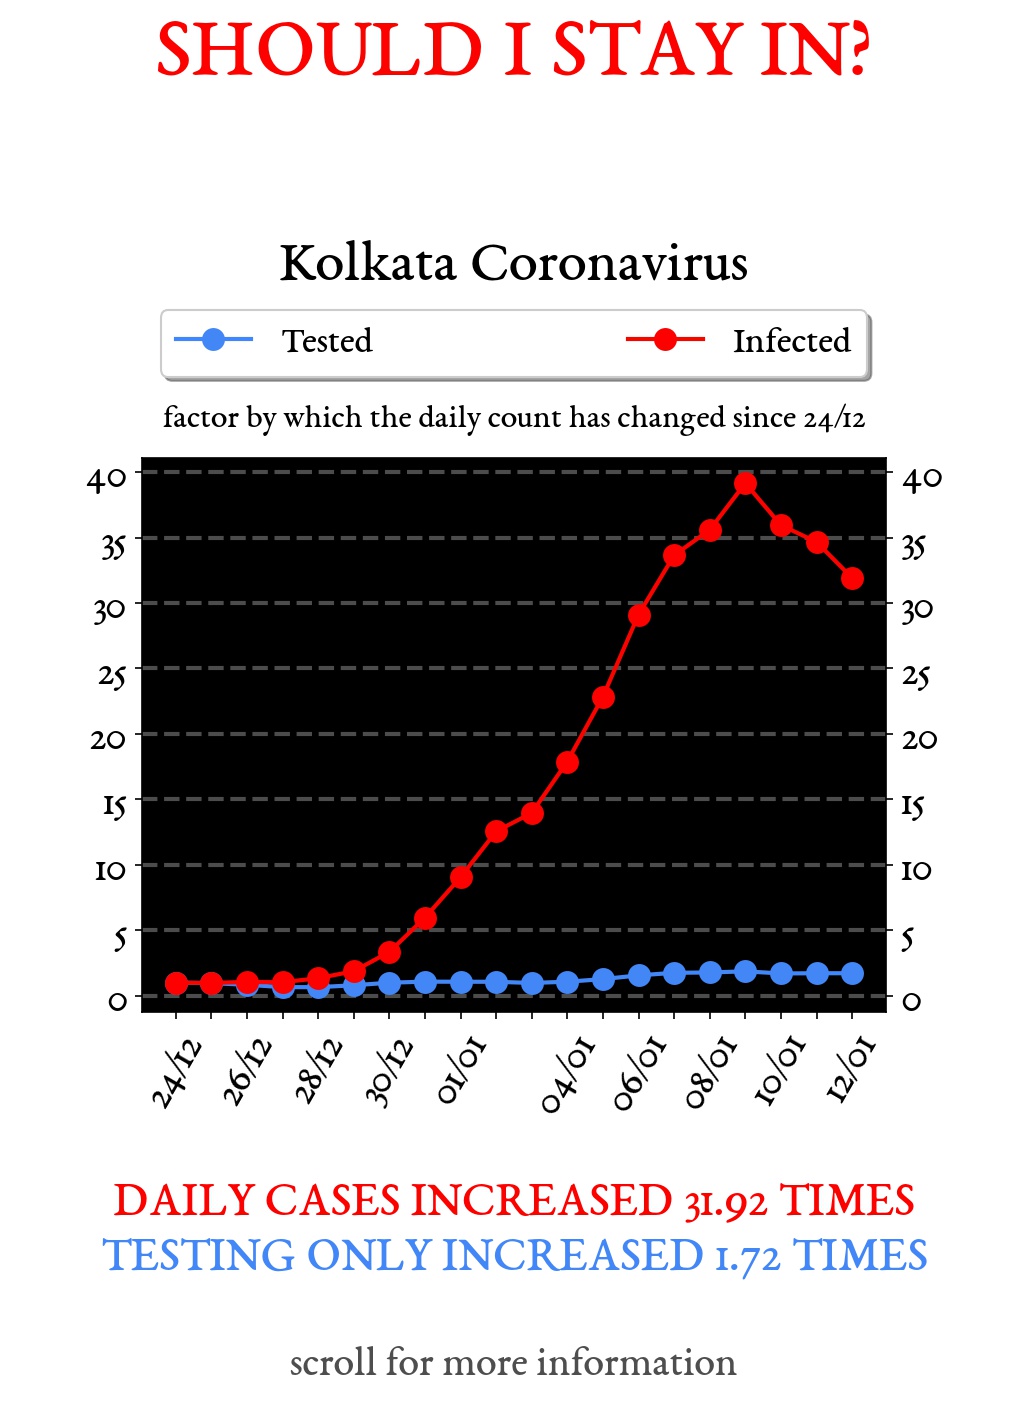 SHOULD I STAY IN?
Kolkata Coronavirus
Tested Infected
factor by which the daily count has changed since 24/12
40 40
35 35
30 30
25 25
20 20
15 15
10 10
5 5
0 0
24/12 26/12 28/12 30/12 01/01 04/01 06/01 08/01 10/01 12/01
DAILY CASES INCREASED 31.92 TIMES
TESTING ONLY INCREASED 1.72 TIMES
scroll for more information